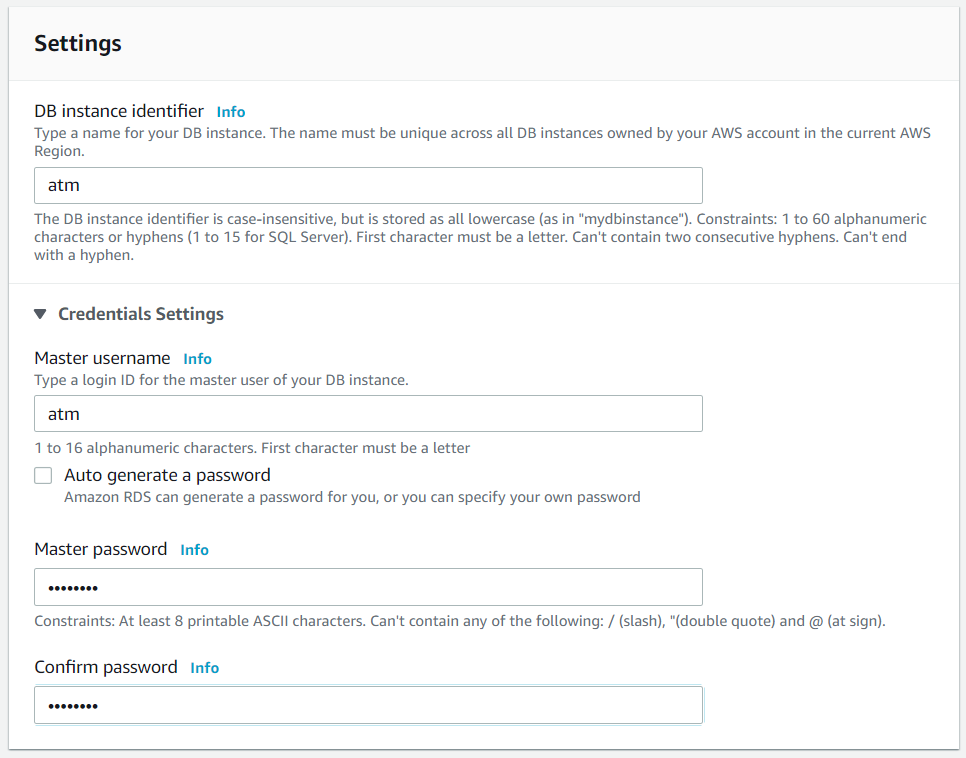 Settings
DB instance identifier Info
Type a name for your DB instance. The name must be unique across all DB instances owned by your AWS account in the current AWS
Region.
atm
The DB instance identifier is case-insensitive, but is stored as all lowercase (as in "mydbinstance"). Constraints: 1 to 60 alphanumeric
characters or hyphens (1 to 15 for SQL Server). First character must be a letter. Can't contain two consecutive hyphens. Can't end
with a hyphen.
Credentials Settings
Master username Info
Type a login ID for the master user of your DB instance.
atm
1 to 16 alphanumeric characters. First character must be a letter
Auto generate a password
Amazon RDS can generate a password for you, or you can specify your own password
Master password Info
••••••••
Constraints: At least 8 printable ASCII characters. Can't contain any of the following: / (slash), "(double quote) and @ (at sign).
Confirm password Info
••••••••